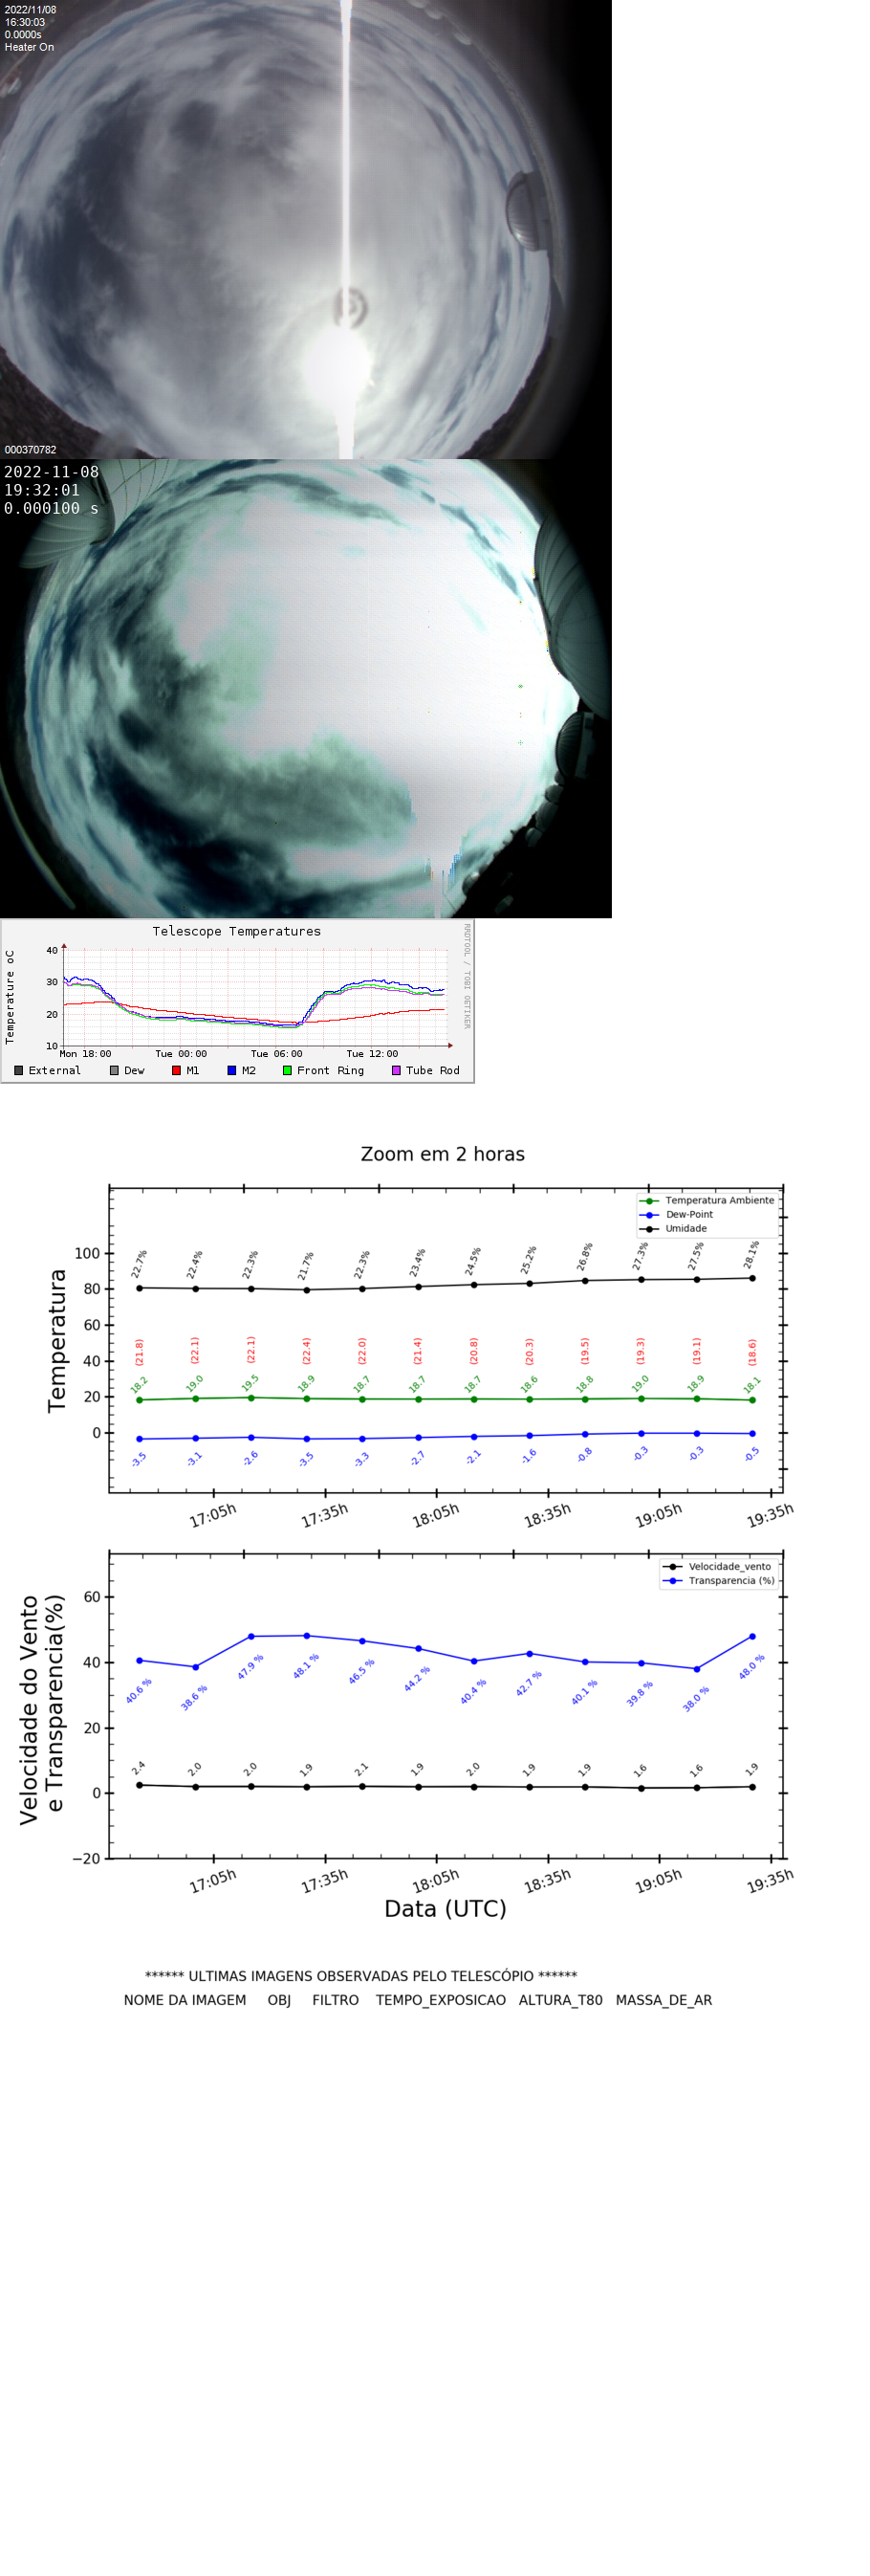 2022/11/08
16:30:03
0.0000s
Heater On
000370782
2022-11-08
19:32:01
0.000100 s
Telescope Temperatures
RRDTOOL / TOBI OETIKER
Temperature oC
40
30
20
10
Mon 18:00 Tue 00:00 Tue 06:00 Tue 12:00
External Dew M1 M2 Front Ring Tube Rod
Zoom em 2 horas
Temperatura Ambiente
Dew-Point
Umidade
Temperatura
100
80
60
40
20
0
22.7% 22.4% 22.3% 21.7% 22.3% 23.4% 24.5% 25.2% 26.8% 27.3% 27.5% 28.1%
(21.8) (22.1) (22.1) (22.4) (22.0) (21.4) (20.8) (20.3) (19.5) (19.3) (19.1) (18.6)
18.2 19.0 19.5 18.9 18.7 18.7 18.7 18.6 18.8 19.0 18.9 18.1
-3.5 -3.1 -2.6 -3.5 -3.3 -2.7 -2.1 -1.6 -0.8 -0.3 -0.3 -0.5
17:05h 17:35h 18:05h 18:35h 19:05h 19:35h
Velocidade_vento
Transparencia (%)
Velocidade do Vento
e Transparencia(%)
60
40
20
0
−20
40.6 % 38.6 % 47.9 % 48.1 % 46.5 % 44.2 % 40.4 % 42.7 % 40.1 % 39.8 % 38.0 % 48.0 %
2.4 2.0 2.0 1.9 2.1 1.9 2.0 1.9 1.9 1.6 1.6 1.9
17:05h 17:35h 18:05h 18:35h 19:05h 19:35h
Data (UTC)
****** ULTIMAS IMAGENS OBSERVADAS PELO TELESCÓPIO ******
NOME DA IMAGEM OBJ FILTRO TEMPO_EXPOSICAO ALTURA_T80 MASSA_DE_AR